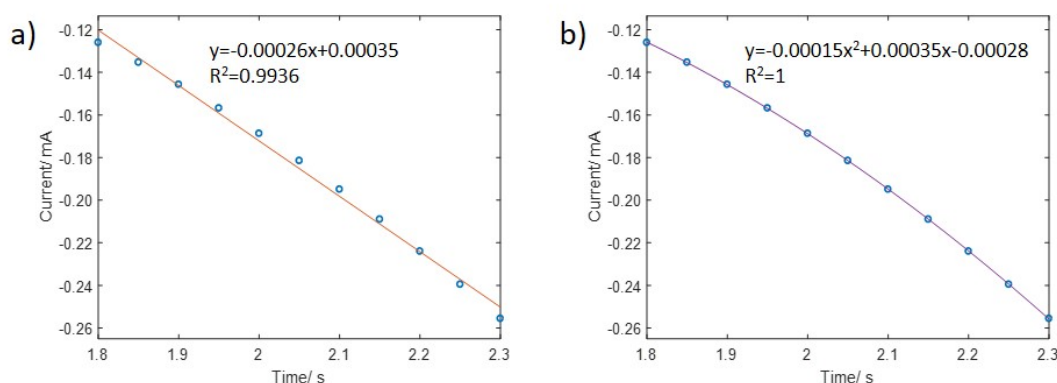 a)
y=-0.00026x+0.00035
R²=0.9936
-0.12
-0.14
-0.16
-0.18
-0.20
-0.22
-0.24
-0.26
Current/ mA
1.8 1.9 2 2.1 2.2 2.3
Time/ s
b)
y=-0.00015x²+0.00035x-0.00028
R²=1
-0.12
-0.14
-0.16
-0.18
-0.20
-0.22
-0.24
-0.26
Current/ mA
1.8 1.9 2 2.1 2.2 2.3
Time/ s